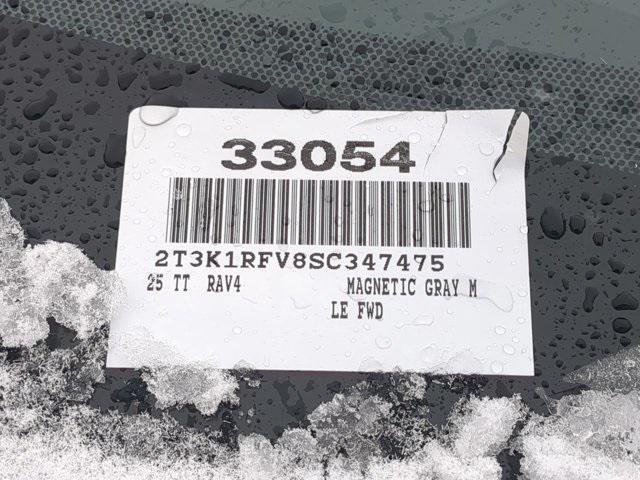 33054
2T3K1RFV8SC347475
25 TT RAV4 MAGNETIC GRAY M
LE FWD